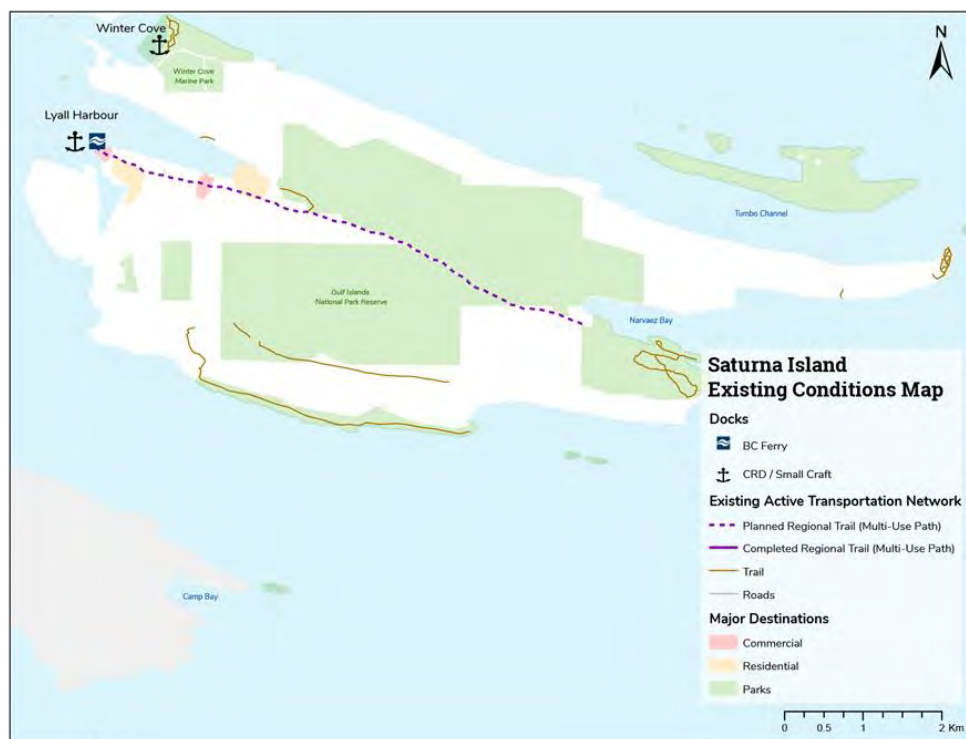 Winter Cove
Winter Cove
Marine Park
N
Lyall Harbour
Tumbo Channel
Gulf Islands
National Park Reserve
Narvaez Bay
Camp Bay
Saturna Island
Existing Conditions Map
Docks
BC Ferry
CRD / Small Craft
Existing Active Transportation Network
Planned Regional Trail (Multi-Use Path)
Completed Regional Trail (Multi-Use Path)
Trail
Roads
Major Destinations
Commercial
Residential
Parks
0 0.5 1 2 Km